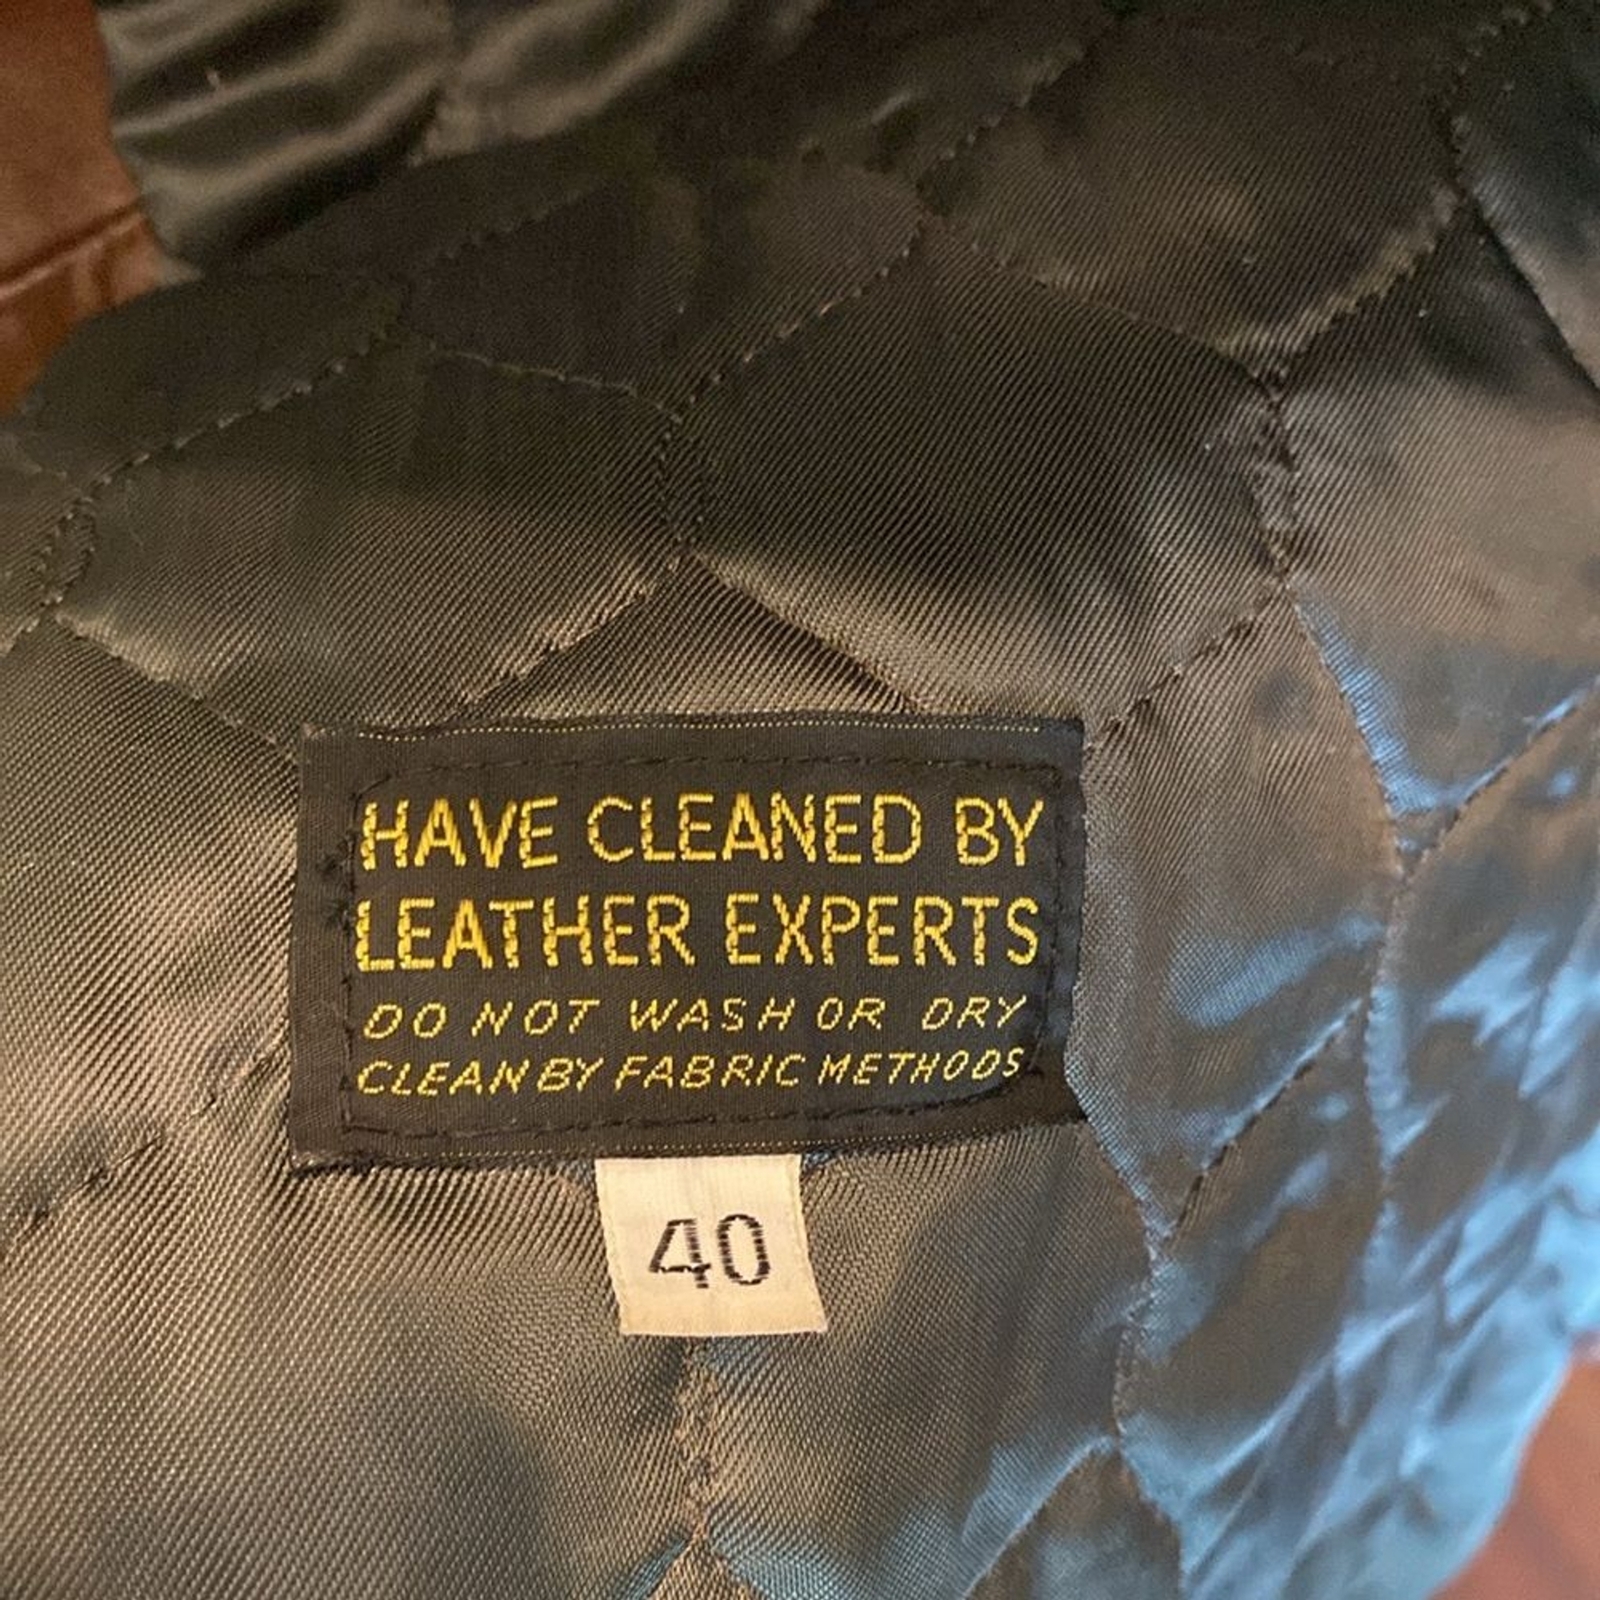 HAVE CLEANED BY
LEATHER EXPERTS
DO NOT WASH OR DRY
CLEAN BY FABRIC METHODS
40